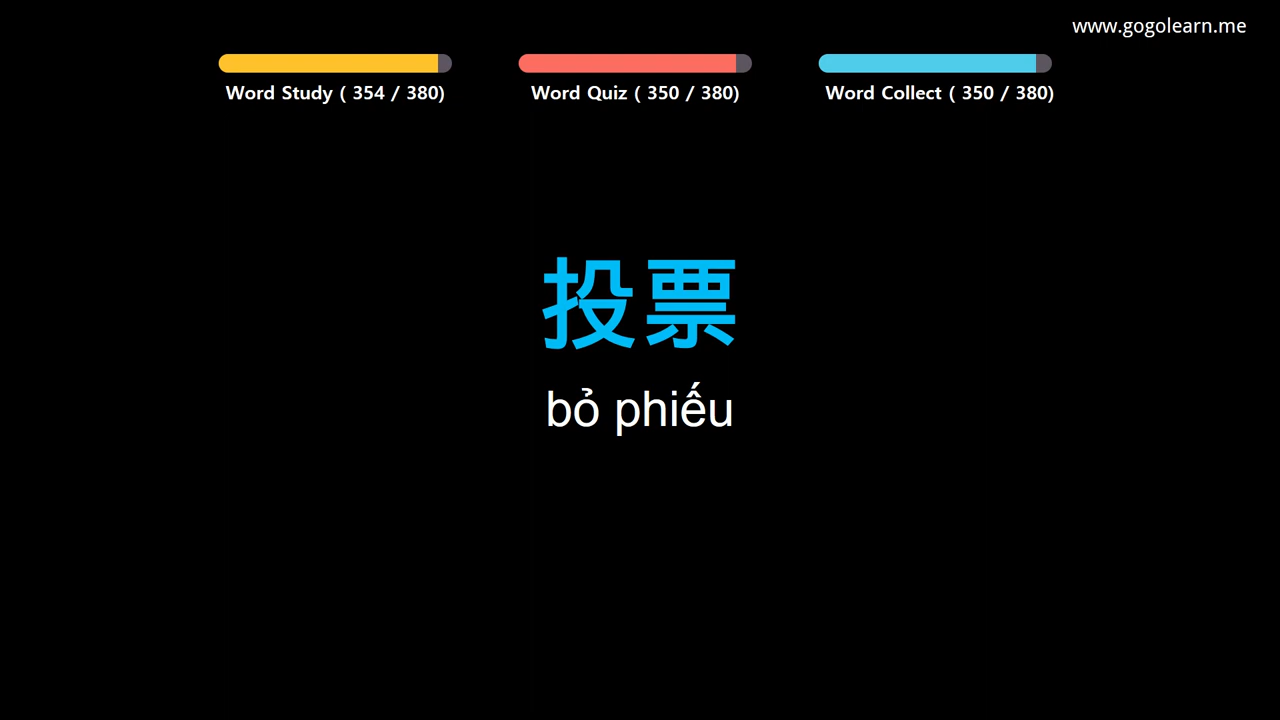 www.gogolearn.me
Word Study ( 354 / 380)
Word Quiz ( 350 / 380)
Word Collect ( 350 / 380)
投票
bỏ phiếu